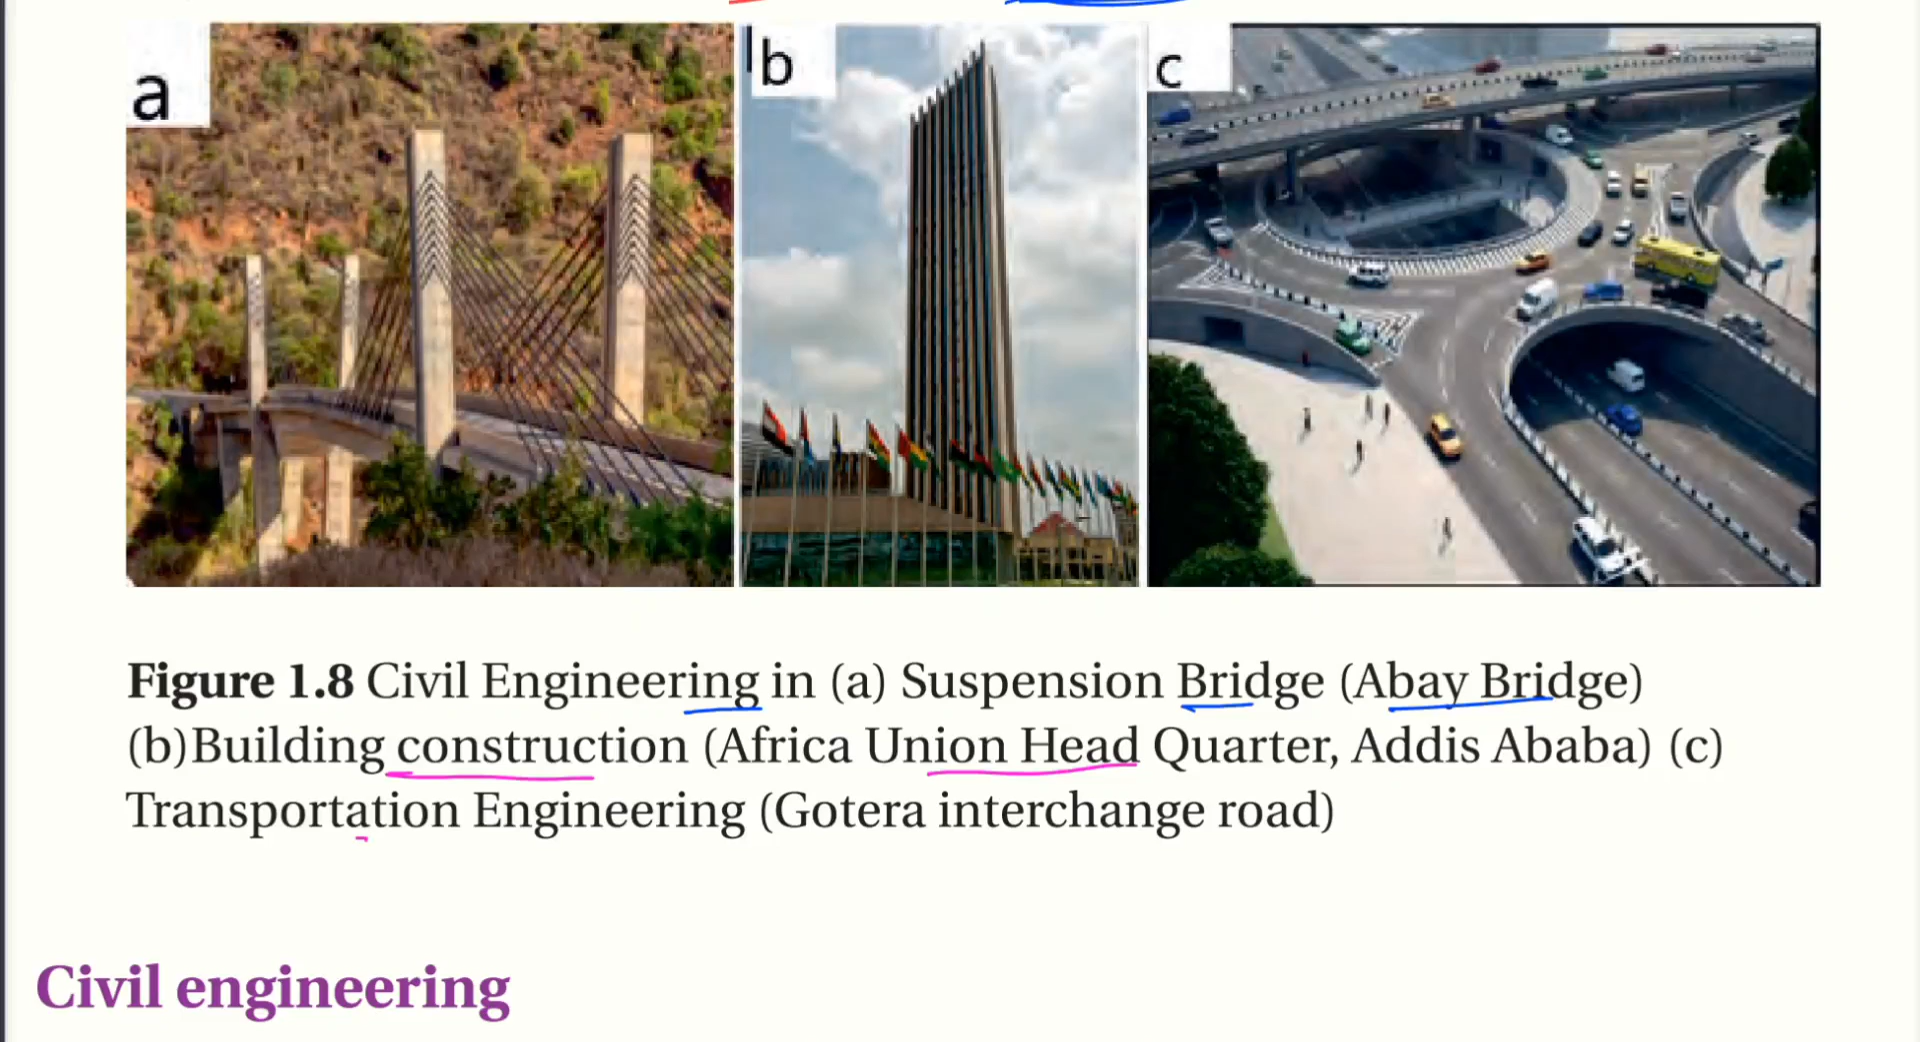 a
b
c
Figure 1.8 Civil Engineering in (a) Suspension Bridge (Abay Bridge)
(b)Building construction (Africa Union Head Quarter, Addis Ababa) (c)
Transportation Engineering (Gotera interchange road)
Civil engineering